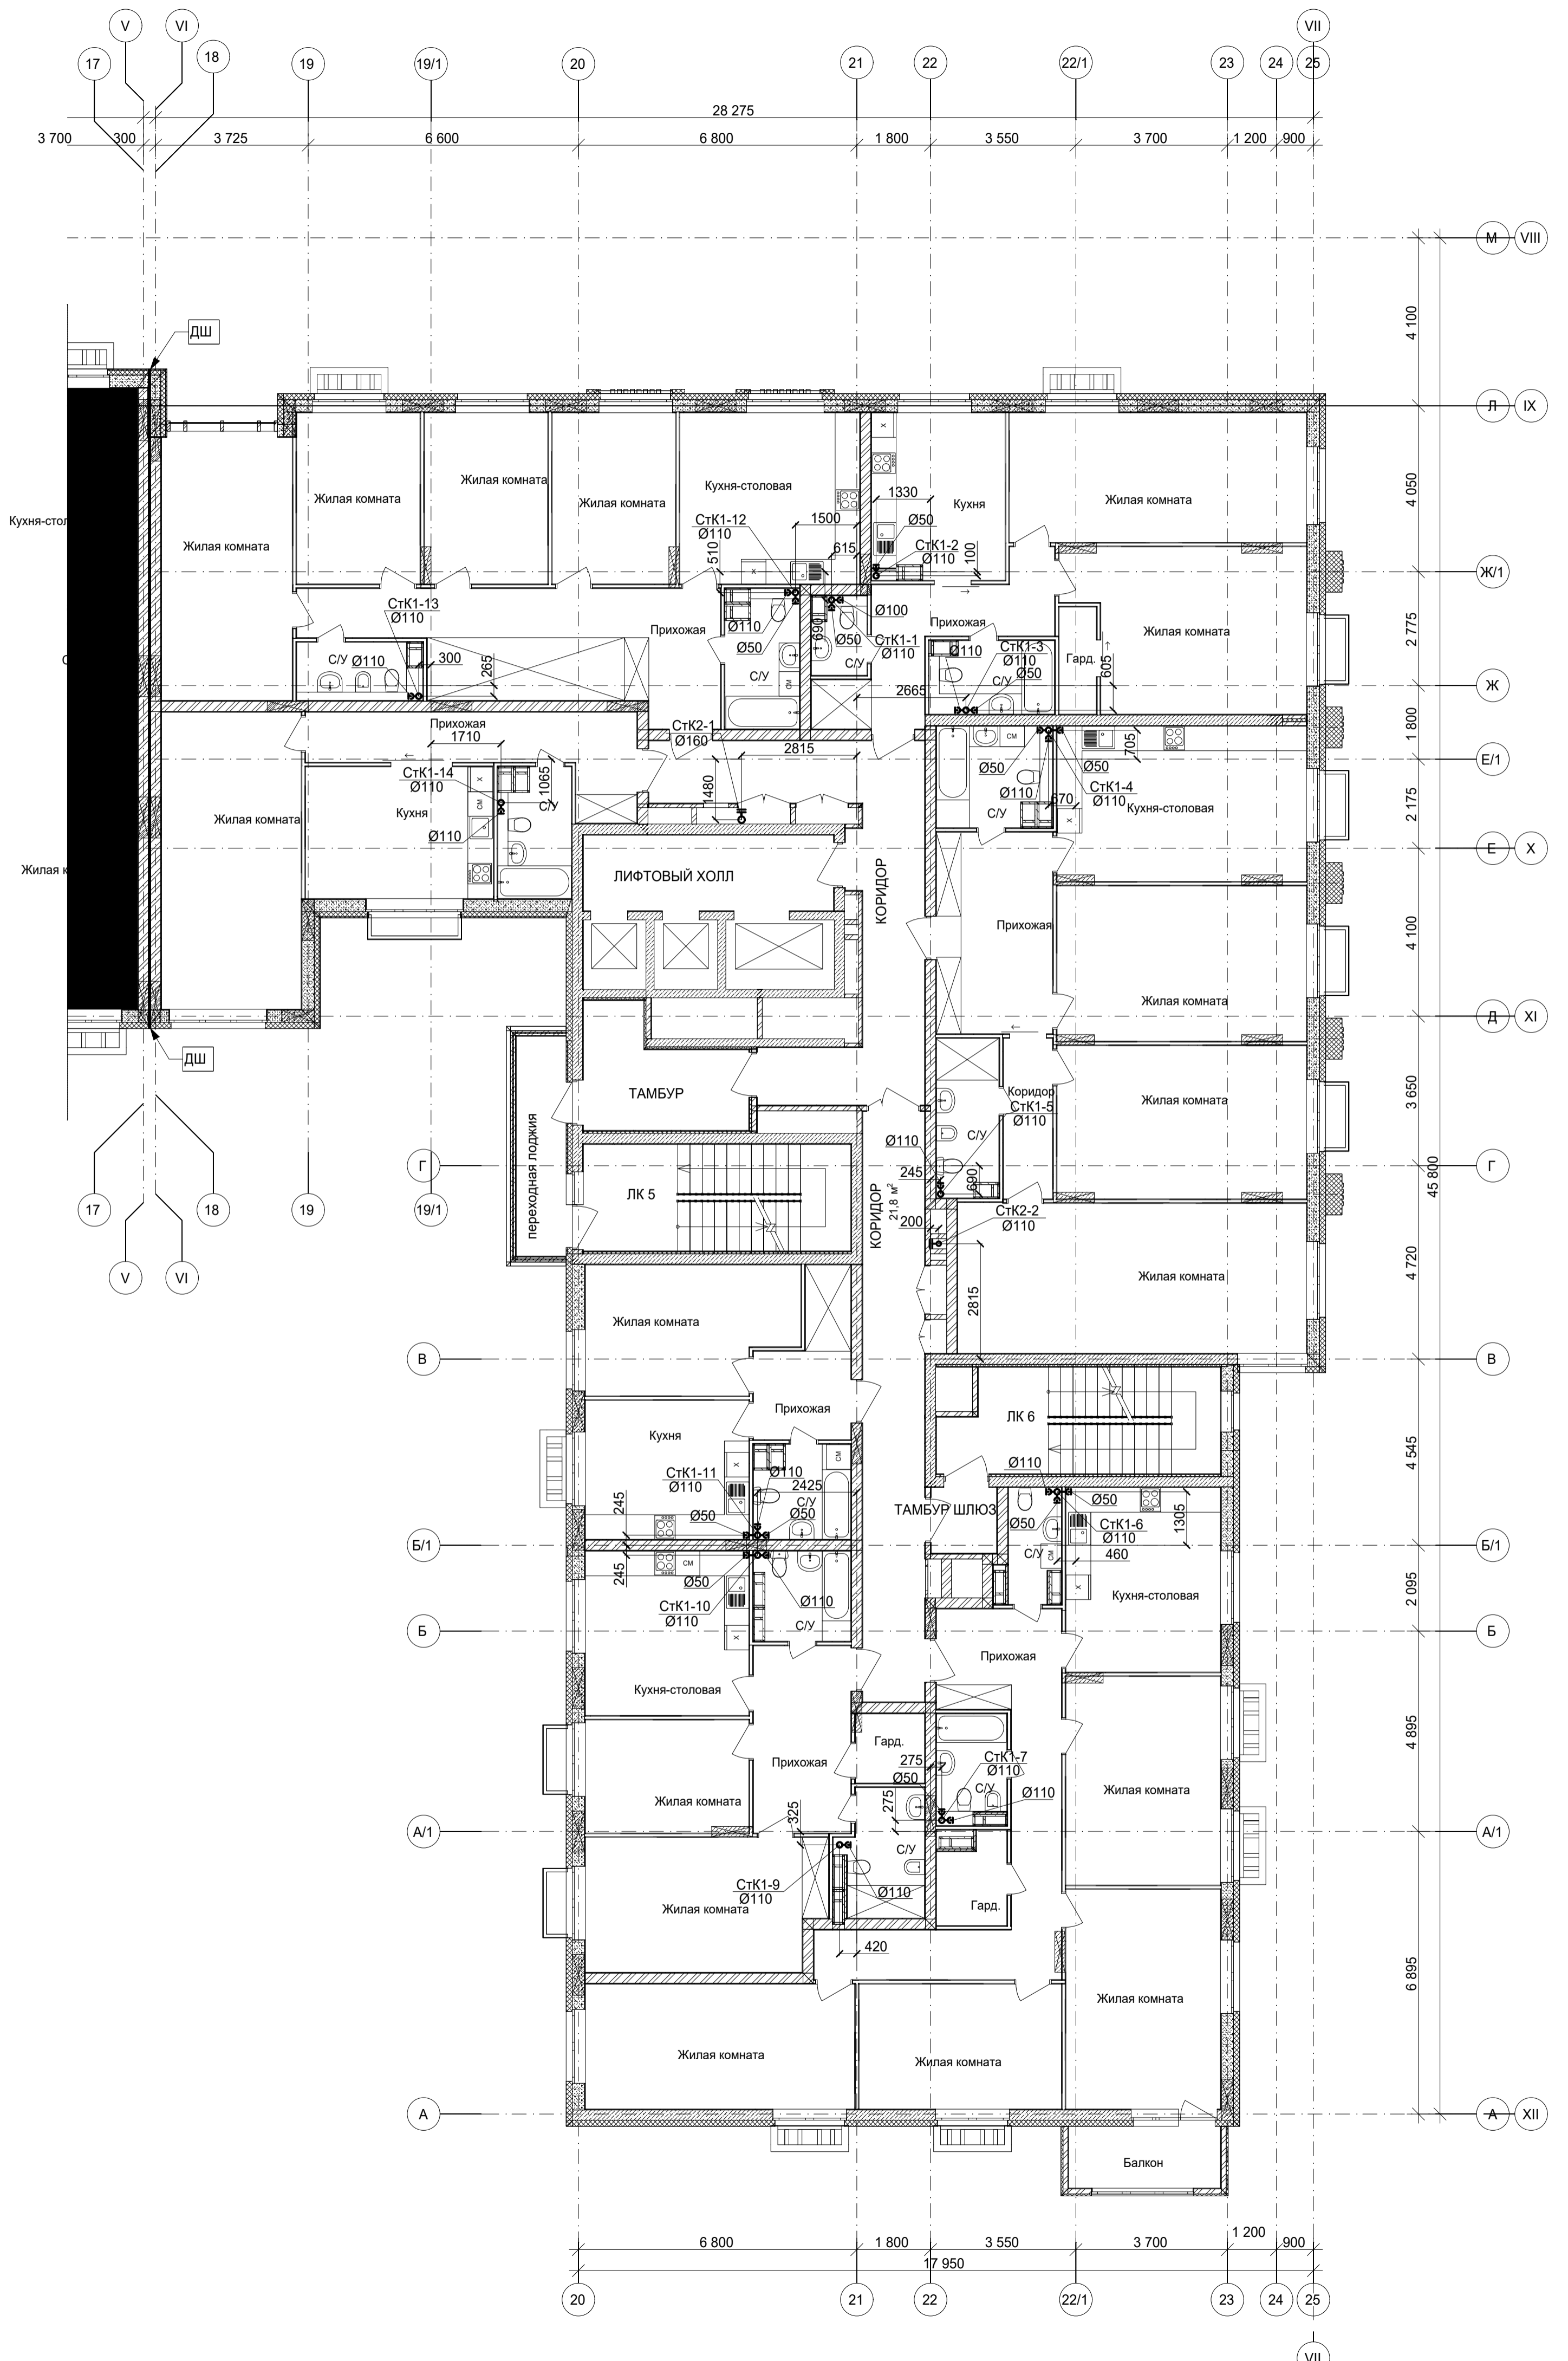 V
VI
VII
17
18
19
19/1
20
21
22
22/1
23
24
25
28 275
3 700
300
3 725
6 600
6 800
1 800
3 550
3 700
1 200
900
М
VIII
4 100
ДШ
Л
IX
Жилая комната
Жилая комната
Жилая комната
Жилая комната
Кухня-столовая
Кухня
Жилая комната
4 050
СтК1-12
Ø110
1500
510
615
1330
Ø50
СтК1-2
Ø110
100
Х
Х
Ж/1
СтК1-13
Ø110
С/У
Ø110
300
265
Прихожая
Ø110
Ø50
С/У
СМ
690
Ø50
Ø100
СтК1-1
Ø110
С/У
Прихожая
Ø110
СтК1-3
Ø110
Ø50
С/У
Гард.
605
Жилая комната
2 775
2665
Ж
Прихожая
1710
СтК1-14
Ø110
1065
С/У
Кухня
Ø110
Х
СМ
Жилая комната
СтК2-1
Ø160
2815
1480
СМ
Ø50
Ø110
С/У
670
705
Ø50
СтК1-4
Ø110
Кухня-столовая
Х
1 800
Е/1
2 175
Е
X
ЛИФТОВЫЙ ХОЛЛ
КОРИДОР
Прихожая
Жилая комната
4 100
Д
XI
ДШ
ТАМБУР
переходная лоджия
Коридор
СтК1-5
Ø110
С/У
Ø110
245
690
Жилая комната
3 650
45 800
Г
Г
ЛК 5
КОРИДОР
21,8 м²
200
СтК2-2
Ø110
2815
Жилая комната
4 720
17
18
19
19/1
V
VI
Жилая комната
В
В
Прихожая
Кухня
Х
СМ
СтК1-11
Ø110
Ø110
2425
С/У
Ø50
Ø50
245
ЛК 6
Ø110
Ø50
ТАМБУР ШЛЮЗ
Ø50
СтК1-6
Ø110
1305
С/У
СМ
460
Х
Кухня-столовая
4 545
Б/1
Б/1
245
СМ
Ø50
СтК1-10
Ø110
Ø110
С/У
Х
2 095
Б
Б
Кухня-столовая
Прихожая
Прихожая
Гард.
275
Ø50
СтК1-7
Ø110
С/У
Ø110
Жилая комната
Жилая комната
4 895
275
325
А/1
А/1
С/У
СтК1-9
Ø110
Ø110
Гард.
Жилая комната
420
Жилая комната
6 895
Жилая комната
Жилая комната
А
А
XII
Балкон
6 800
1 800
3 550
3 700
1 200
900
17 950
20
21
22
22/1
23
24
25
VII